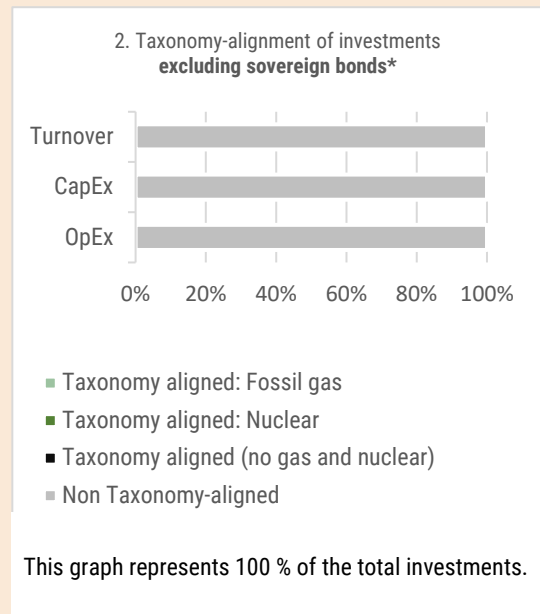 2. Taxonomy-alignment of investments
excluding sovereign bonds*
Turnover
CapEx
OpEx
0% 20% 40% 60% 80% 100%
Taxonomy aligned: Fossil gas
Taxonomy aligned: Nuclear
Taxonomy aligned (no gas and nuclear)
Non Taxonomy-aligned
This graph represents 100 % of the total investments.